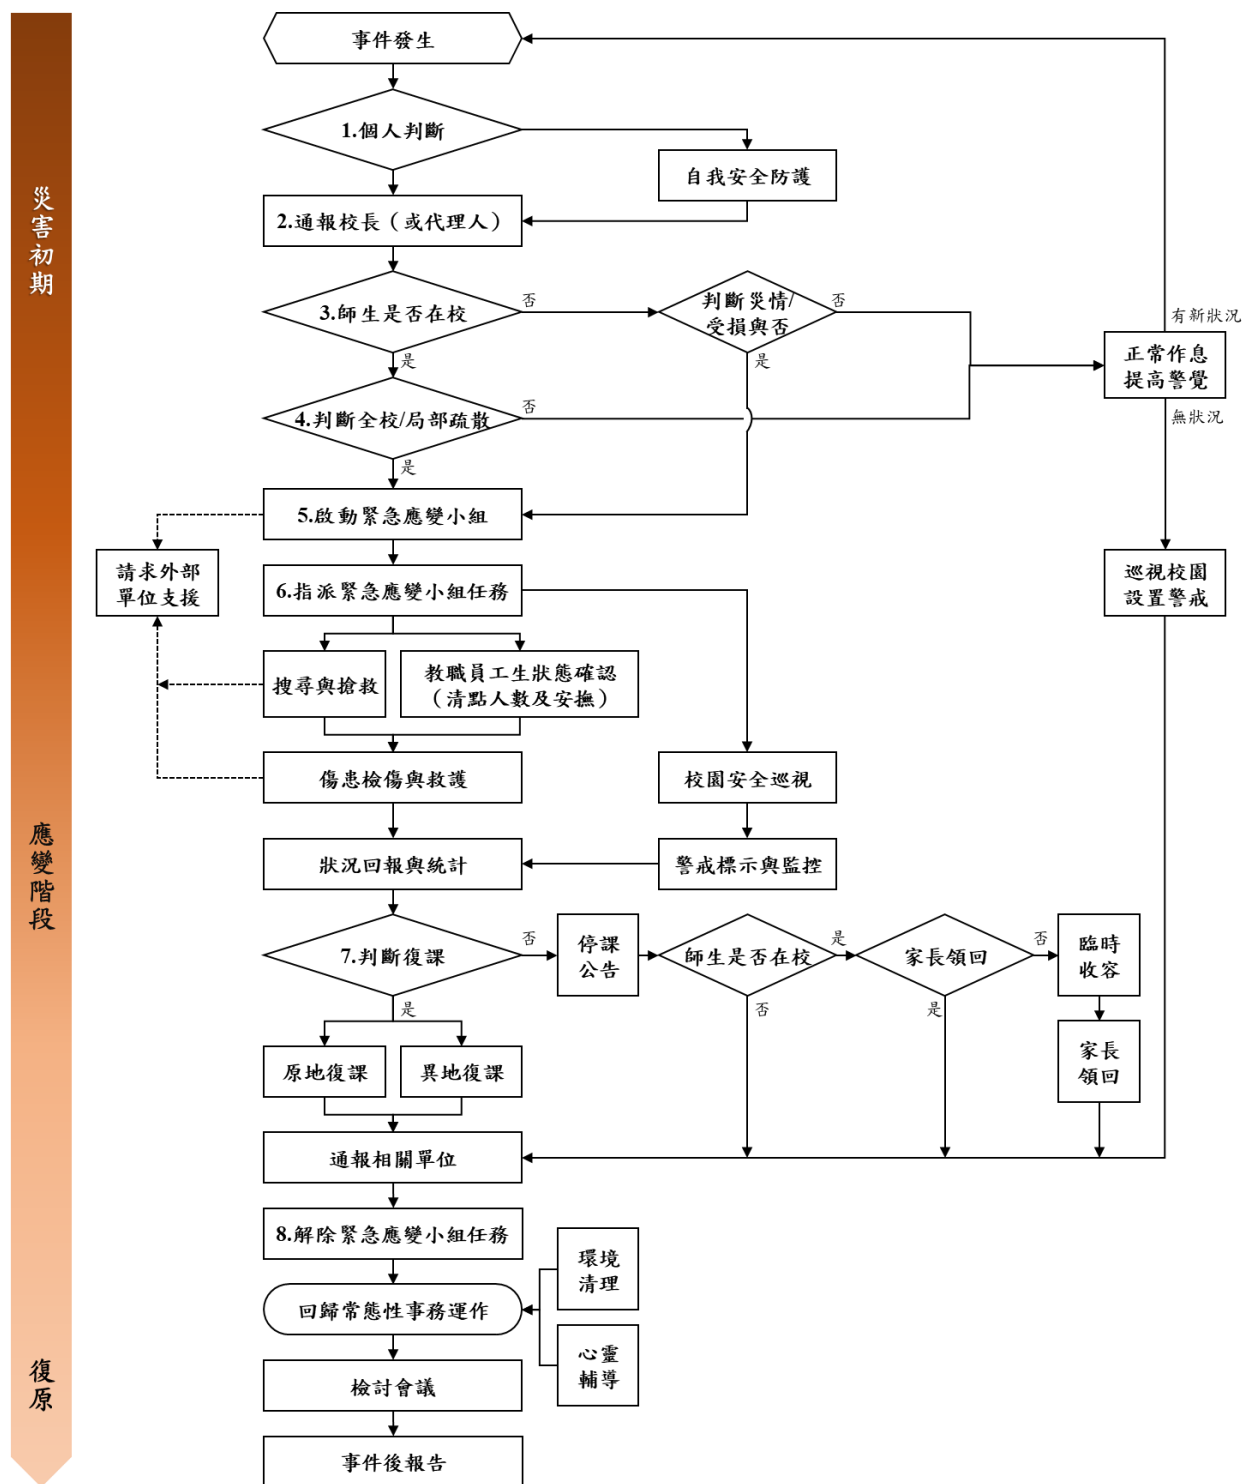 災害初期
應變階段
復原
事件發生
1.個人判斷
自我安全防護
2.通報校長（或代理人）
3.師生是否在校
否
是
判斷災情/
受損與否
否
是
有新狀況
正常作息
提高警覺
無狀況
4.判斷全校/局部疏散
否
是
5.啟動緊急應變小組
請求外部
單位支援
6.指派緊急應變小組任務
巡視校園
設置警戒
搜尋與搶救
教職員工生狀態確認
（清點人數及安撫）
傷患檢傷與救護
校園安全巡視
狀況回報與統計
警戒標示與監控
7.判斷復課
否
是
停課
公告
師生是否在校
是
否
家長領回
否
是
臨時
收容
家長
領回
原地復課
異地復課
通報相關單位
8.解除緊急應變小組任務
環境
清理
回歸常態性事務運作
心靈
輔導
檢討會議
事件後報告